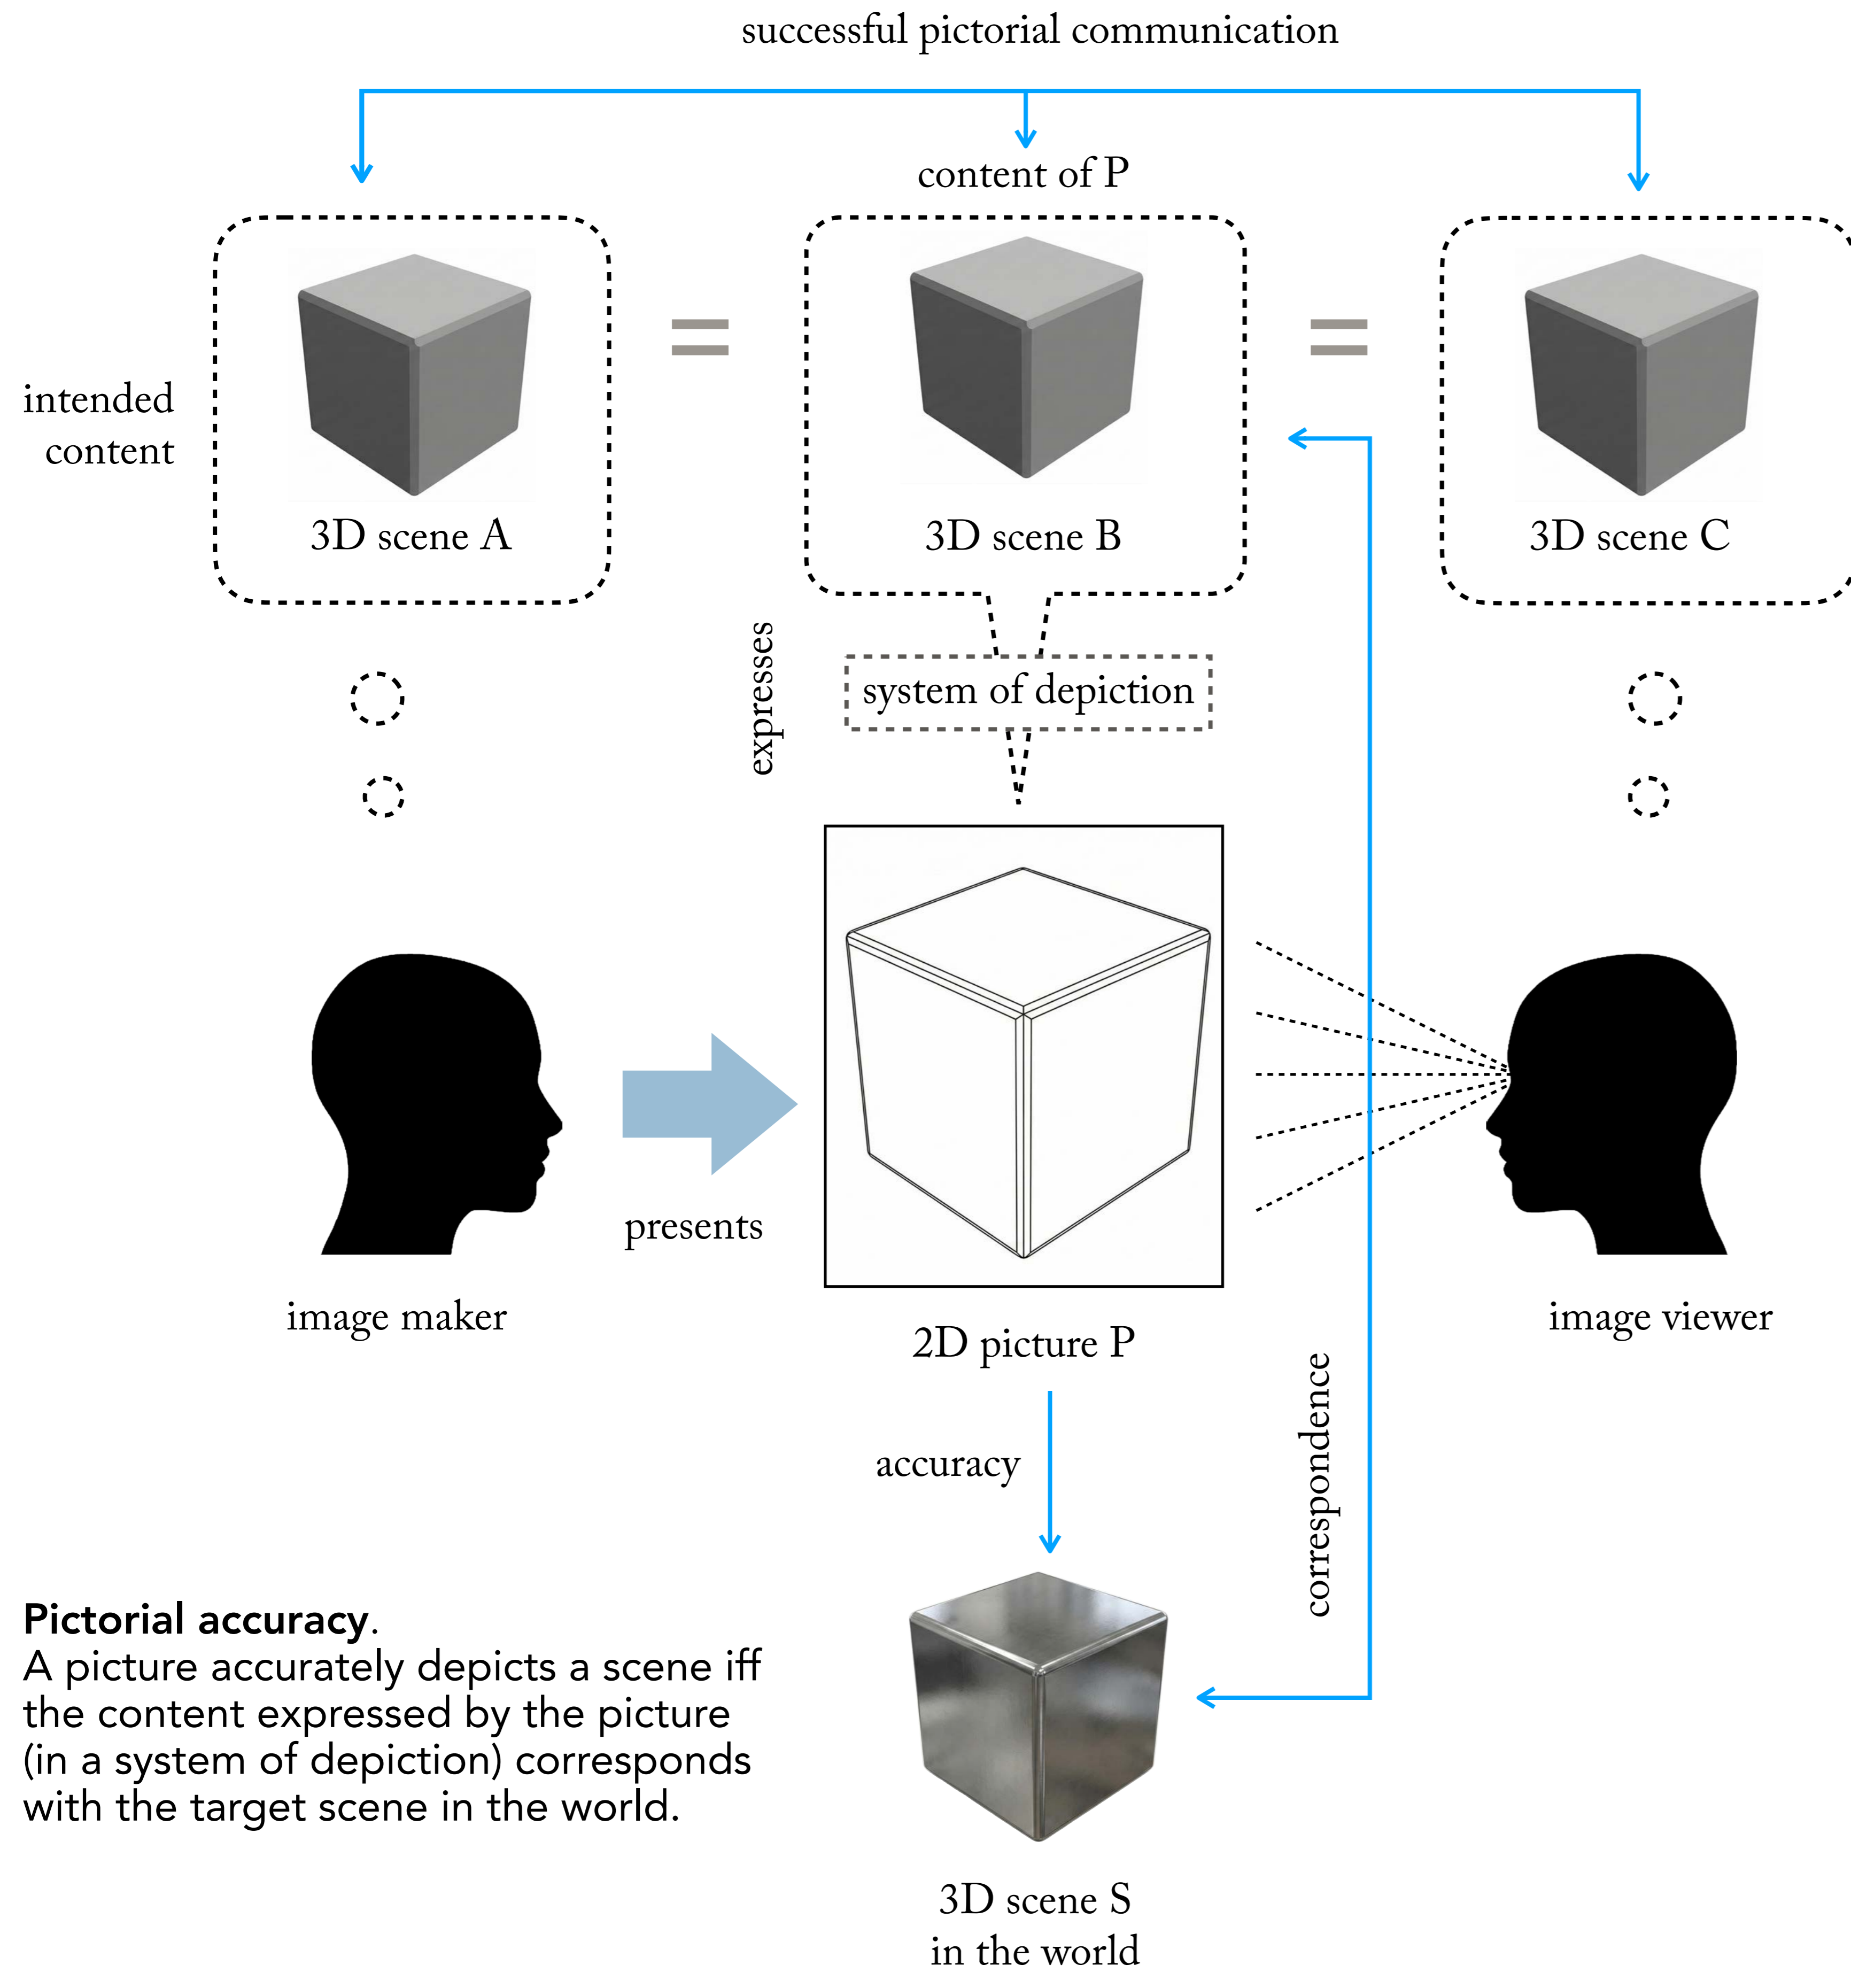 successful pictorial communication
content of P
intended
content
3D scene A
=
3D scene B
=
3D scene C
expresses
system of depiction
presents
image maker
2D picture P
image viewer
accuracy
correspondence
Pictorial accuracy.
A picture accurately depicts a scene iff
the content expressed by the picture
(in a system of depiction) corresponds
with the target scene in the world.
3D scene S
in the world